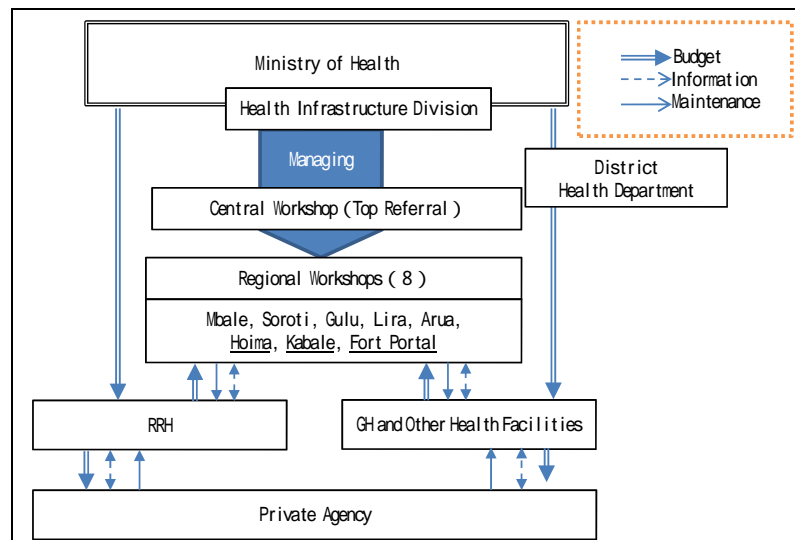 Ministry of Health
Health Infrastructure Division
Managing
Central Workshop (Top Referral)
Regional Workshops (8)
Mbale, Soroti, Gulu, Lira, Arua,
Hoima, Kabale, Fort Portal
RRH
GH and Other Health Facilities
Private Agency
District
Health Department
Budget
Information
Maintenance